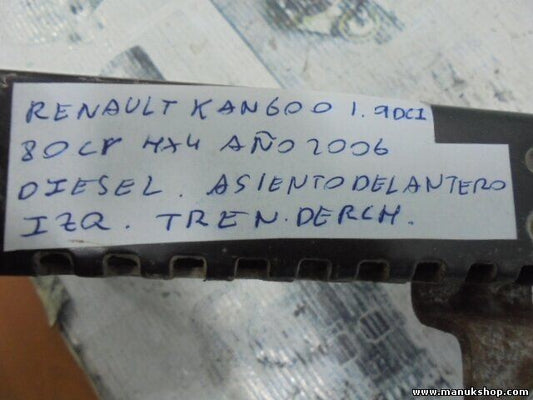 RENAULT KANGOO 1.9DCI
80CV 4X4 AÑO 2006
DIESEL. ASIENTO DELANTERO
IZQ. TREN. DERCH.
www.manukshop.com